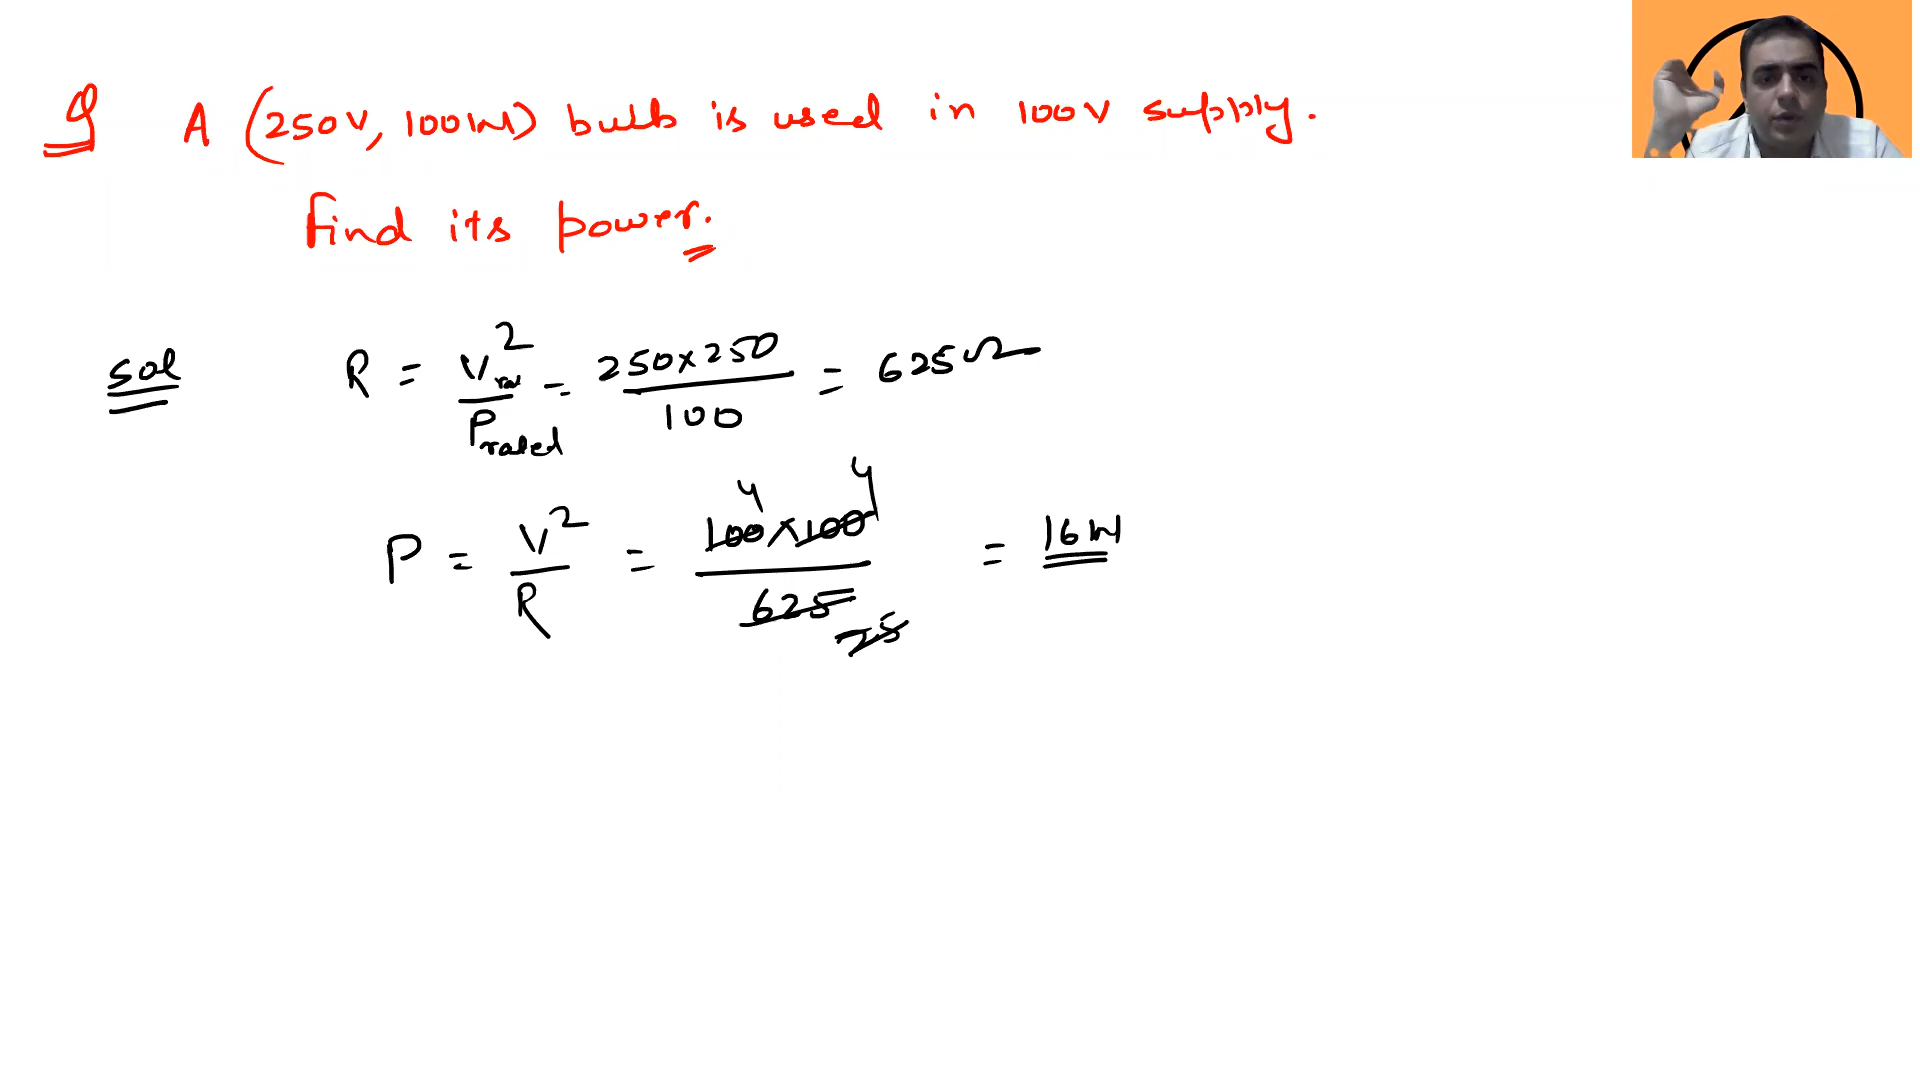 Q A (250V, 100W) bulb is used in 100V supply.
Find its power.
Sol R = V²rat / Prated = 250×250 / 100 = 625Ω
P = V² / R = 100 4 × 100 4 / 625 25 = 16W